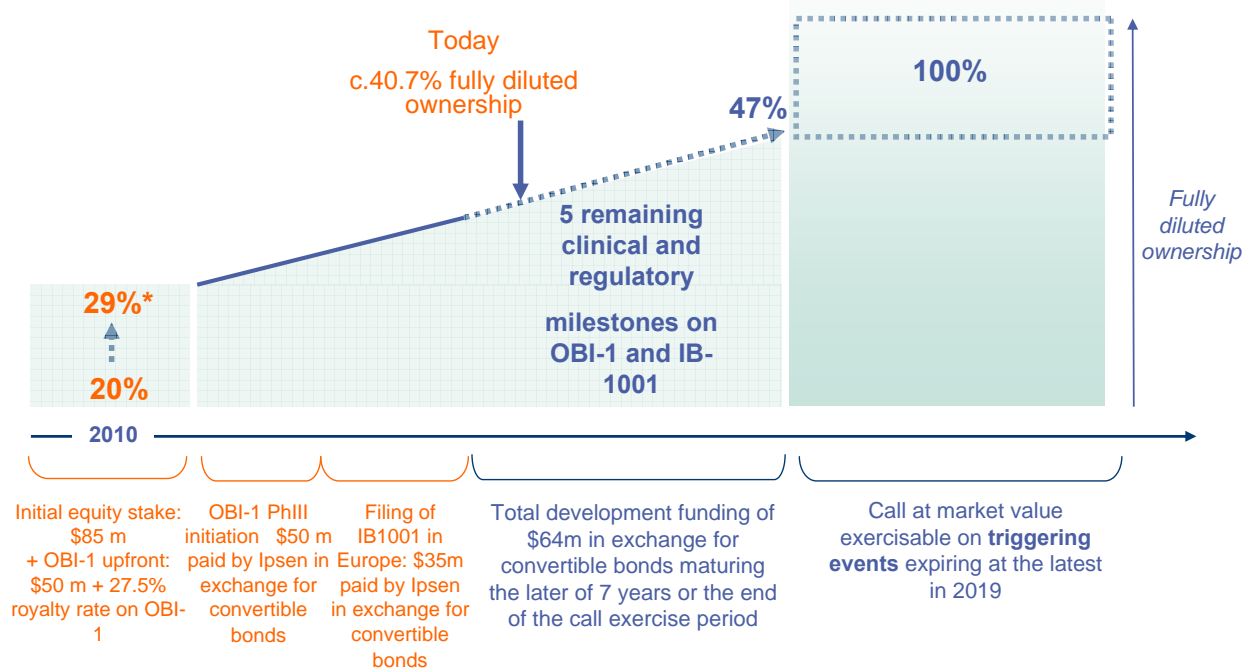 Today
c.40.7% fully diluted
ownership
47%
100%
Fully
diluted
ownership
5 remaining
clinical and
regulatory
milestones on
OBI-1 and IB-
1001
29%*
20%
2010
Initial equity stake:
$85 m
+ OBI-1 upfront:
$50 m + 27.5%
royalty rate on OBI-
1
OBI-1 PhIII
initiation $50 m
paid by Ipsen in
exchange for
convertible
bonds
Filing of
IB1001 in
Europe: $35m
paid by Ipsen
in exchange for
convertible
bonds
Total development funding of
$64m in exchange for
convertible bonds maturing
the later of 7 years or the end
of the call exercise period
Call at market value
exercisable on triggering
events expiring at the latest
in 2019